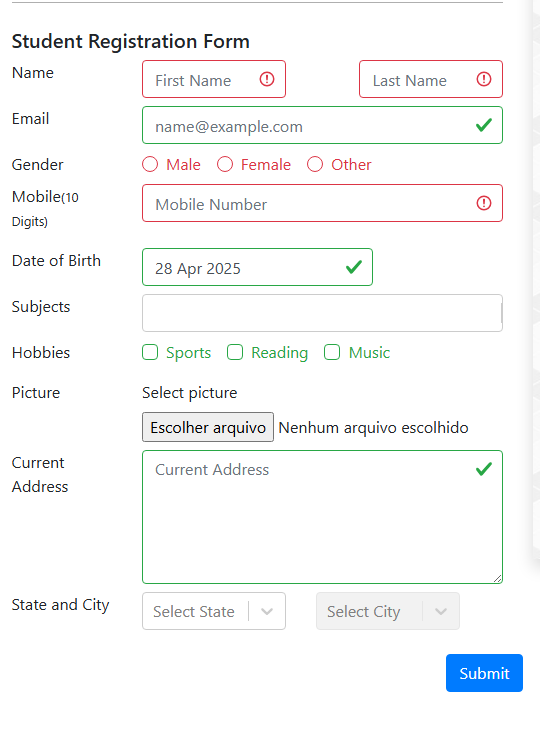 Student Registration Form
Name First Name Last Name
Email name@example.com
Gender Male Female Other
Mobile(10 Digits) Mobile Number
Date of Birth 28 Apr 2025
Subjects
Hobbies Sports Reading Music
Picture Select picture
Escolher arquivo Nenhum arquivo escolhido
Current Address Current Address
State and City Select State Select City
Submit